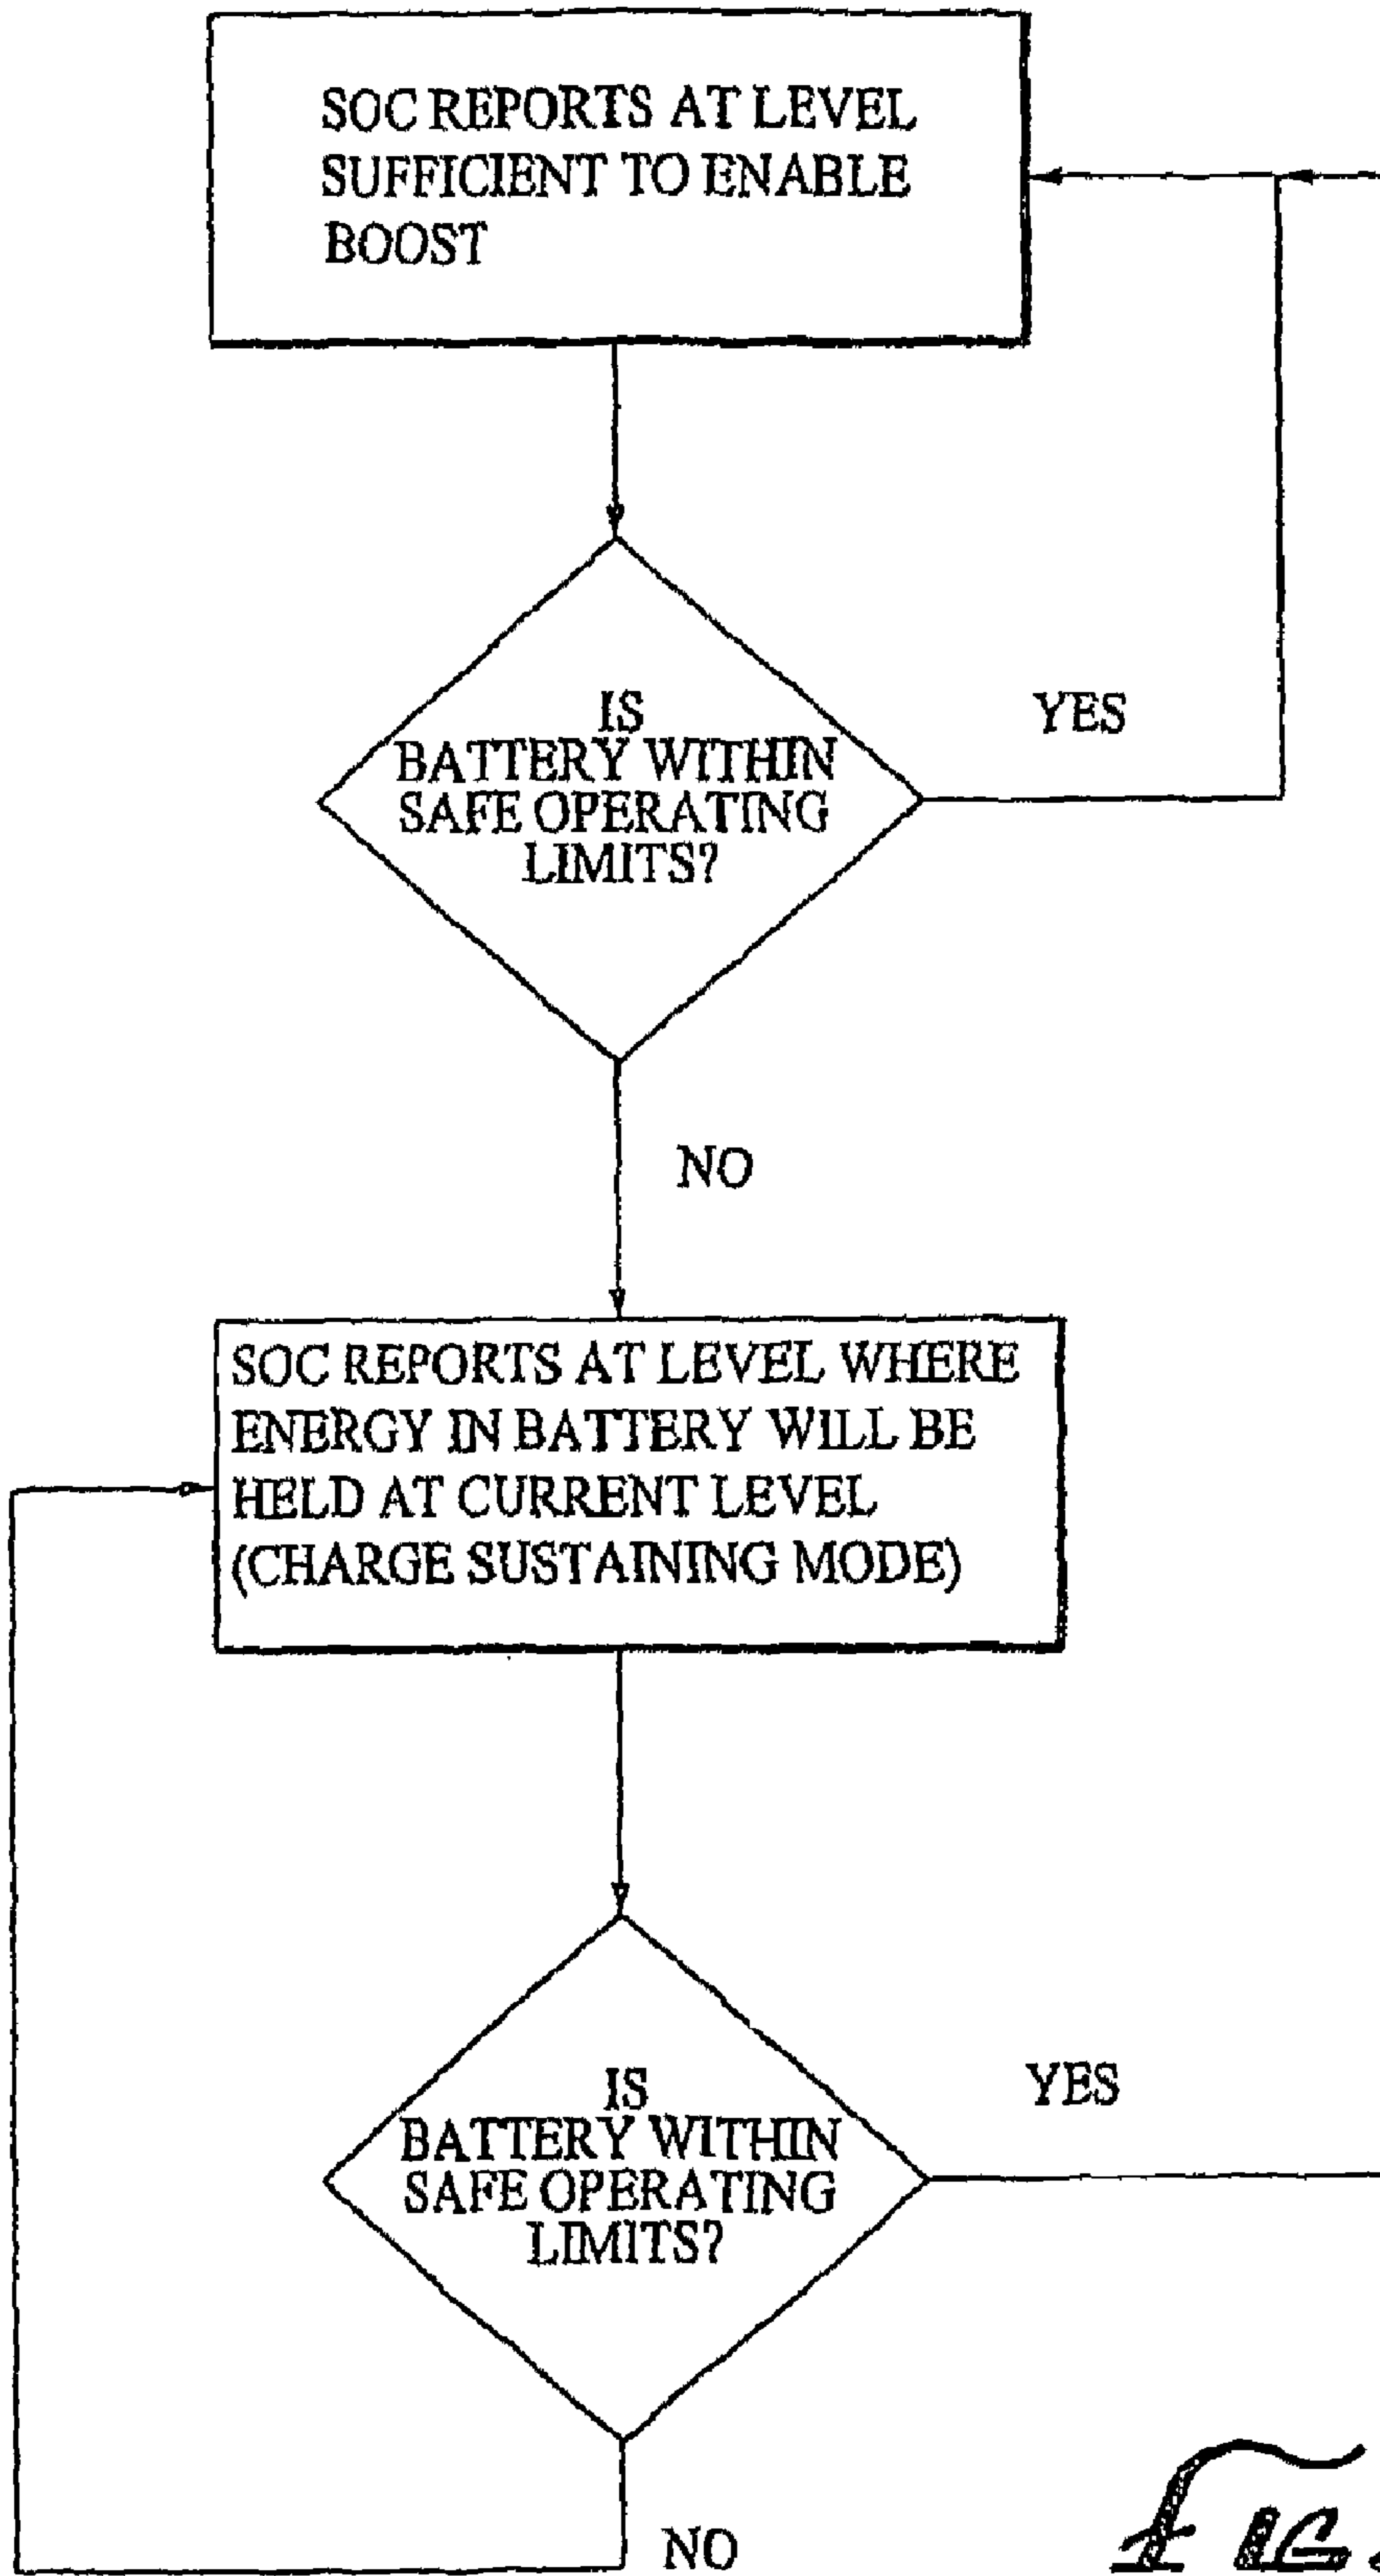 SOC REPORTS AT LEVEL
SUFFICIENT TO ENABLE
BOOST
IS
BATTERY WITHIN
SAFE OPERATING
LIMITS?
YES
NO
SOC REPORTS AT LEVEL WHERE
ENERGY IN BATTERY WILL BE
HELD AT CURRENT LEVEL
(CHARGE SUSTAINING MODE)
IS
BATTERY WITHIN
SAFE OPERATING
LIMITS?
YES
NO
FIG.